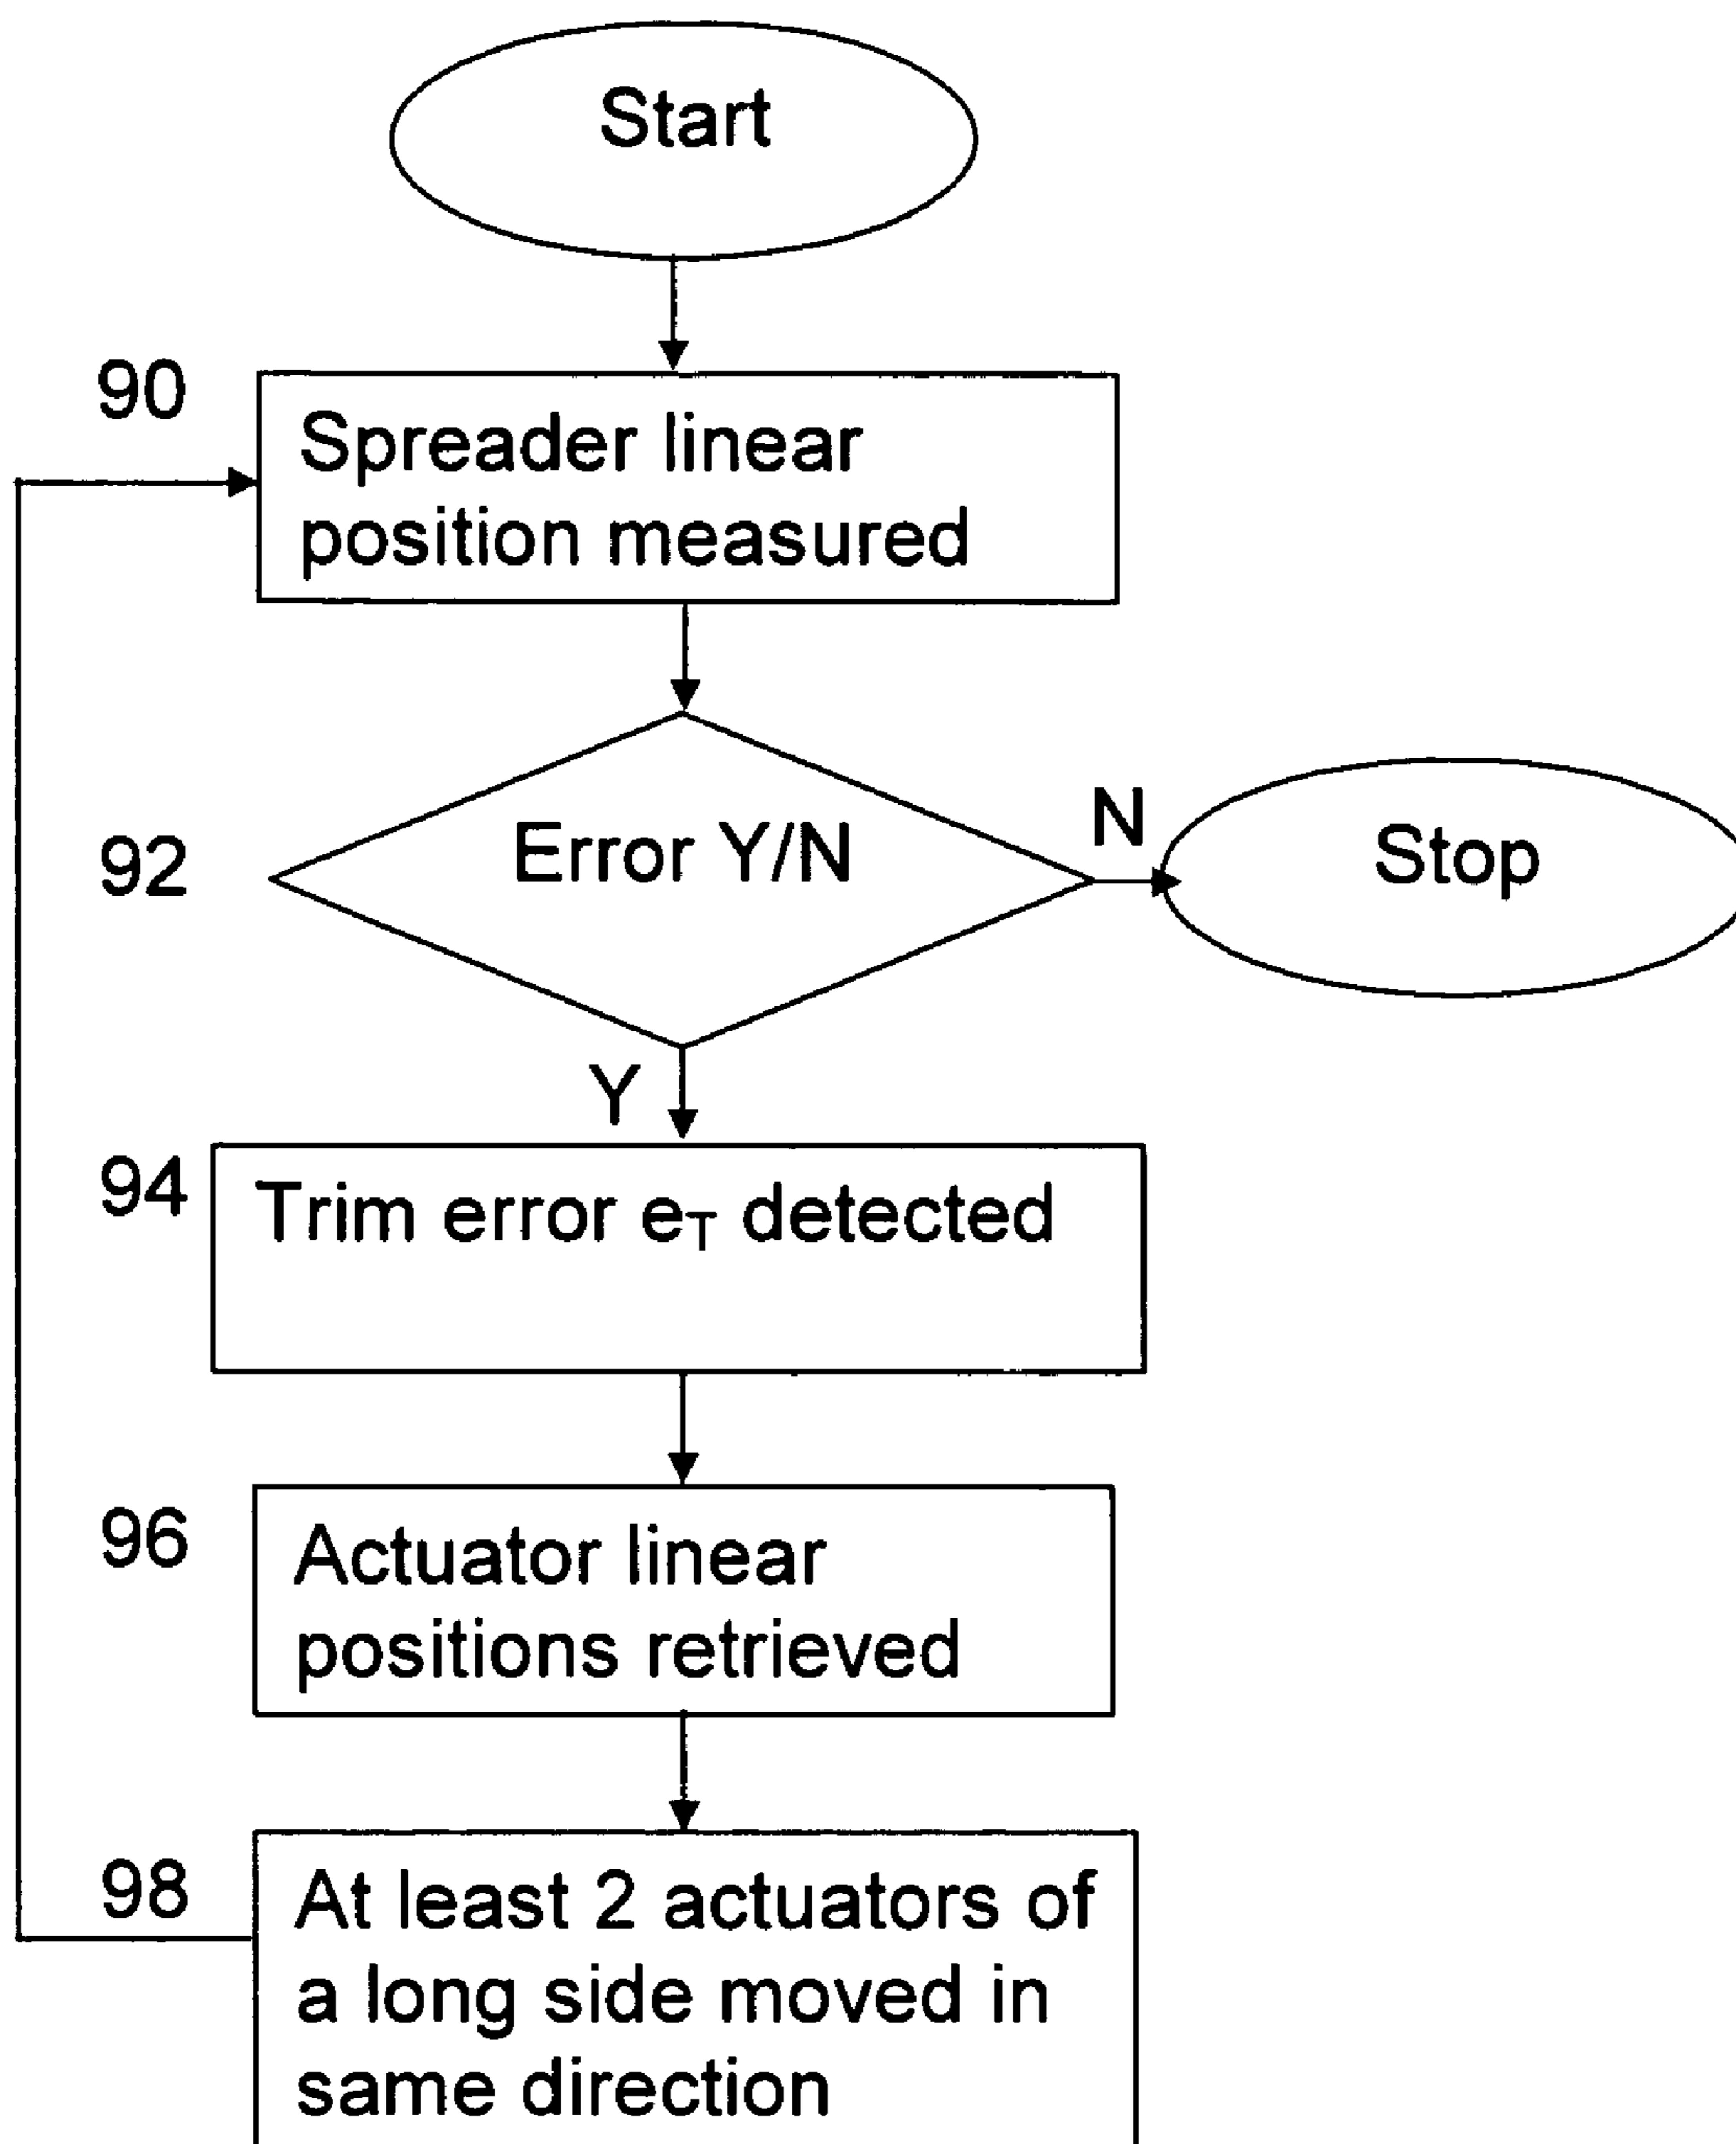 Start
90
Spreader linear
position measured
92
Error Y/N
N
Stop
Y
94
Trim error eT detected
96
Actuator linear
positions retrieved
98
At least 2 actuators of
a long side moved in
same direction